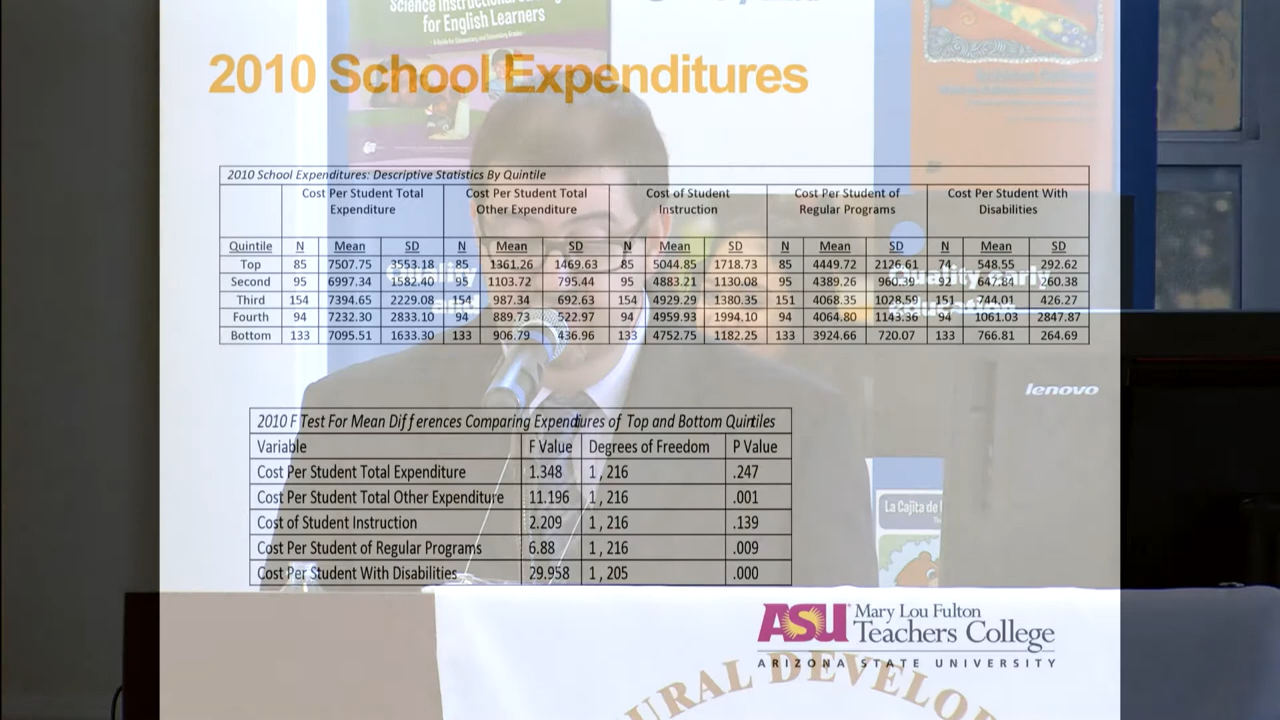 for English Learners
2010 School Expenditures
2010 School Expenditures: Descriptive Statistics By Quintile
Cost Per Student Total Expenditure Cost Per Student Total Other Expenditure Cost of Student Instruction Cost Per Student of Regular Programs Cost Per Student With Disabilities
Quintile N Mean SD N Mean SD N Mean SD N Mean SD N Mean SD
Top 85 7507.75 3553.18 85 1361.26 1469.63 85 5044.85 1718.73 85 4449.72 2126.61 74 548.55 292.62
Second 95 6997.34 1582.40 95 1103.72 795.44 95 4883.21 1130.08 95 4389.26 960.39 92 647.84 260.38
Third 154 7394.65 2229.08 154 987.34 692.63 154 4929.29 1380.35 151 4068.35 1028.59 151 744.01 426.27
Fourth 94 7232.30 2833.10 94 889.73 522.97 94 4959.93 1994.10 94 4064.80 1143.36 94 1061.03 2847.87
Bottom 133 7095.51 1633.30 133 906.79 436.96 133 4752.75 1182.25 133 3924.66 720.07 133 766.81 264.69
Quality early
education
lenovo
2010 F Test For Mean Differences Comparing Expenditures of Top and Bottom Quintiles
Variable F Value Degrees of Freedom P Value
Cost Per Student Total Expenditure 1.348 1 , 216 .247
Cost Per Student Total Other Expenditure 11.196 1 , 216 .001
Cost of Student Instruction 2.209 1 , 216 .139
Cost Per Student of Regular Programs 6.88 1 , 216 .009
Cost Per Student With Disabilities 29.958 1 , 205 .000
La Cajita de
ASU Mary Lou Fulton
Teachers College
ARIZONA STATE UNIVERSITY
URAL DEVELO